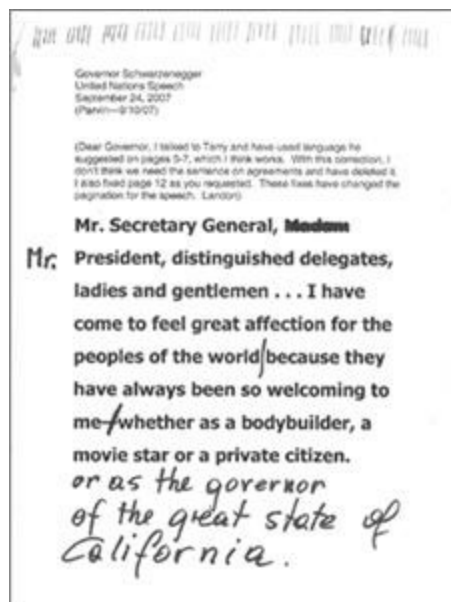 Governor Schwarzenegger
United Nations Speech
September 24, 2007
(Parvin—9/10/07)
(Dear Governor, I talked to Terry and have used language he
suggested on pages 5-7, which I think works. With this correction, I
don't think we need the sentence on agreements and have deleted it.
I also fixed page 12 as you requested. These fixes have changed the
pagination for the speech. Landon)
Mr. Secretary General, Madam
Mr. President, distinguished delegates,
ladies and gentlemen . . . I have
come to feel great affection for the
peoples of the world because they
have always been so welcoming to
me—whether as a bodybuilder, a
movie star or a private citizen.
or as the governor
of the great state of
California.